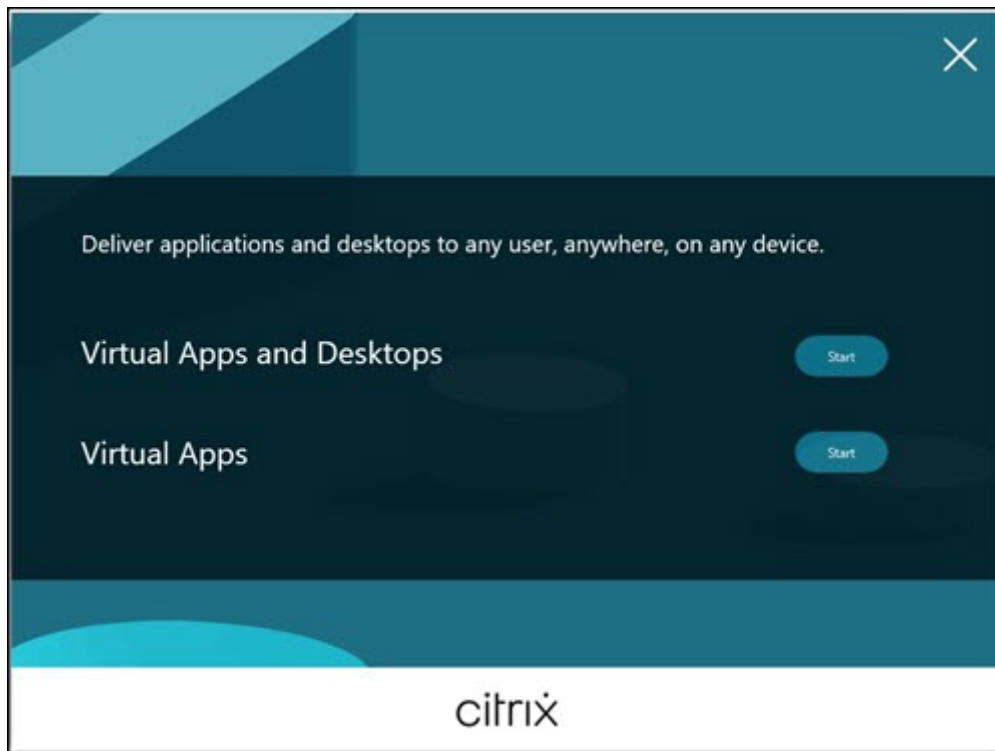 Deliver applications and desktops to any user, anywhere, on any device.
Virtual Apps and Desktops
Start
Virtual Apps
Start
citrix